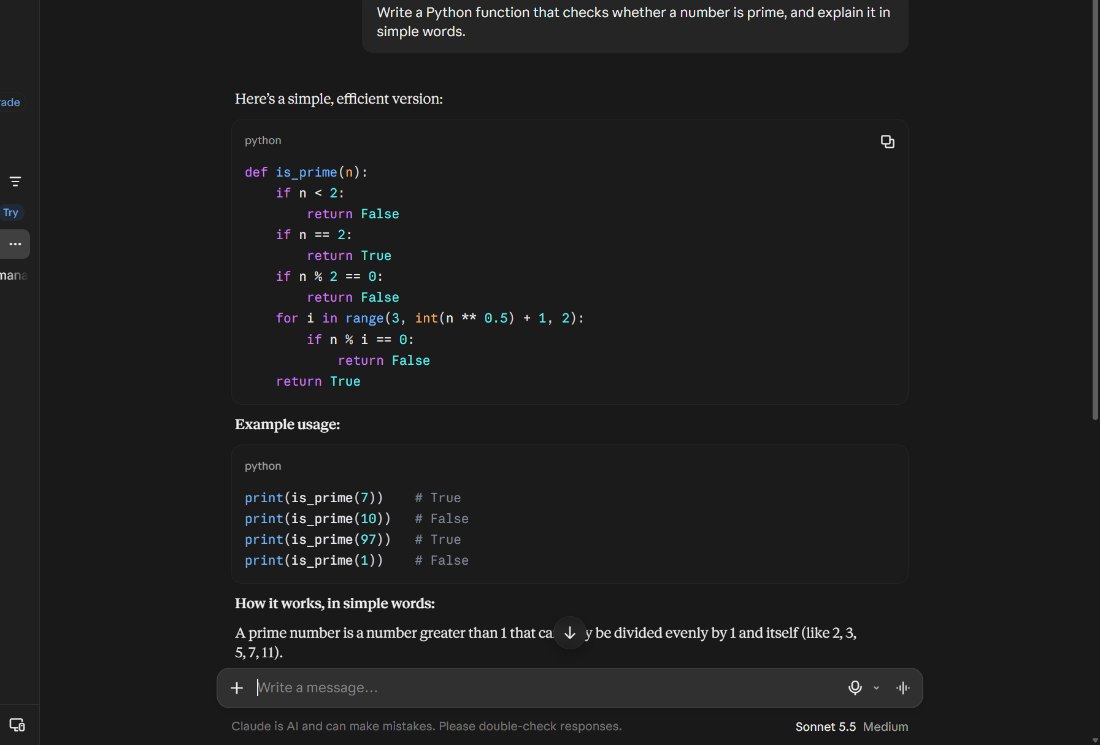 Write a Python function that checks whether a number is prime, and explain it in
simple words.
Here's a simple, efficient version:
python
def is_prime(n):
    if n < 2:
        return False
    if n == 2:
        return True
    if n % 2 == 0:
        return False
    for i in range(3, int(n ** 0.5) + 1, 2):
        if n % i == 0:
            return False
    return True
Example usage:
python
print(is_prime(7))    # True
print(is_prime(10))   # False
print(is_prime(97))   # True
print(is_prime(1))    # False
How it works, in simple words:
A prime number is a number greater than 1 that ca y be divided evenly by 1 and itself (like 2, 3,
5, 7, 11).
Write a message...
Claude is AI and can make mistakes. Please double-check responses.
Sonnet 5.5 Medium
ade
Try
mana